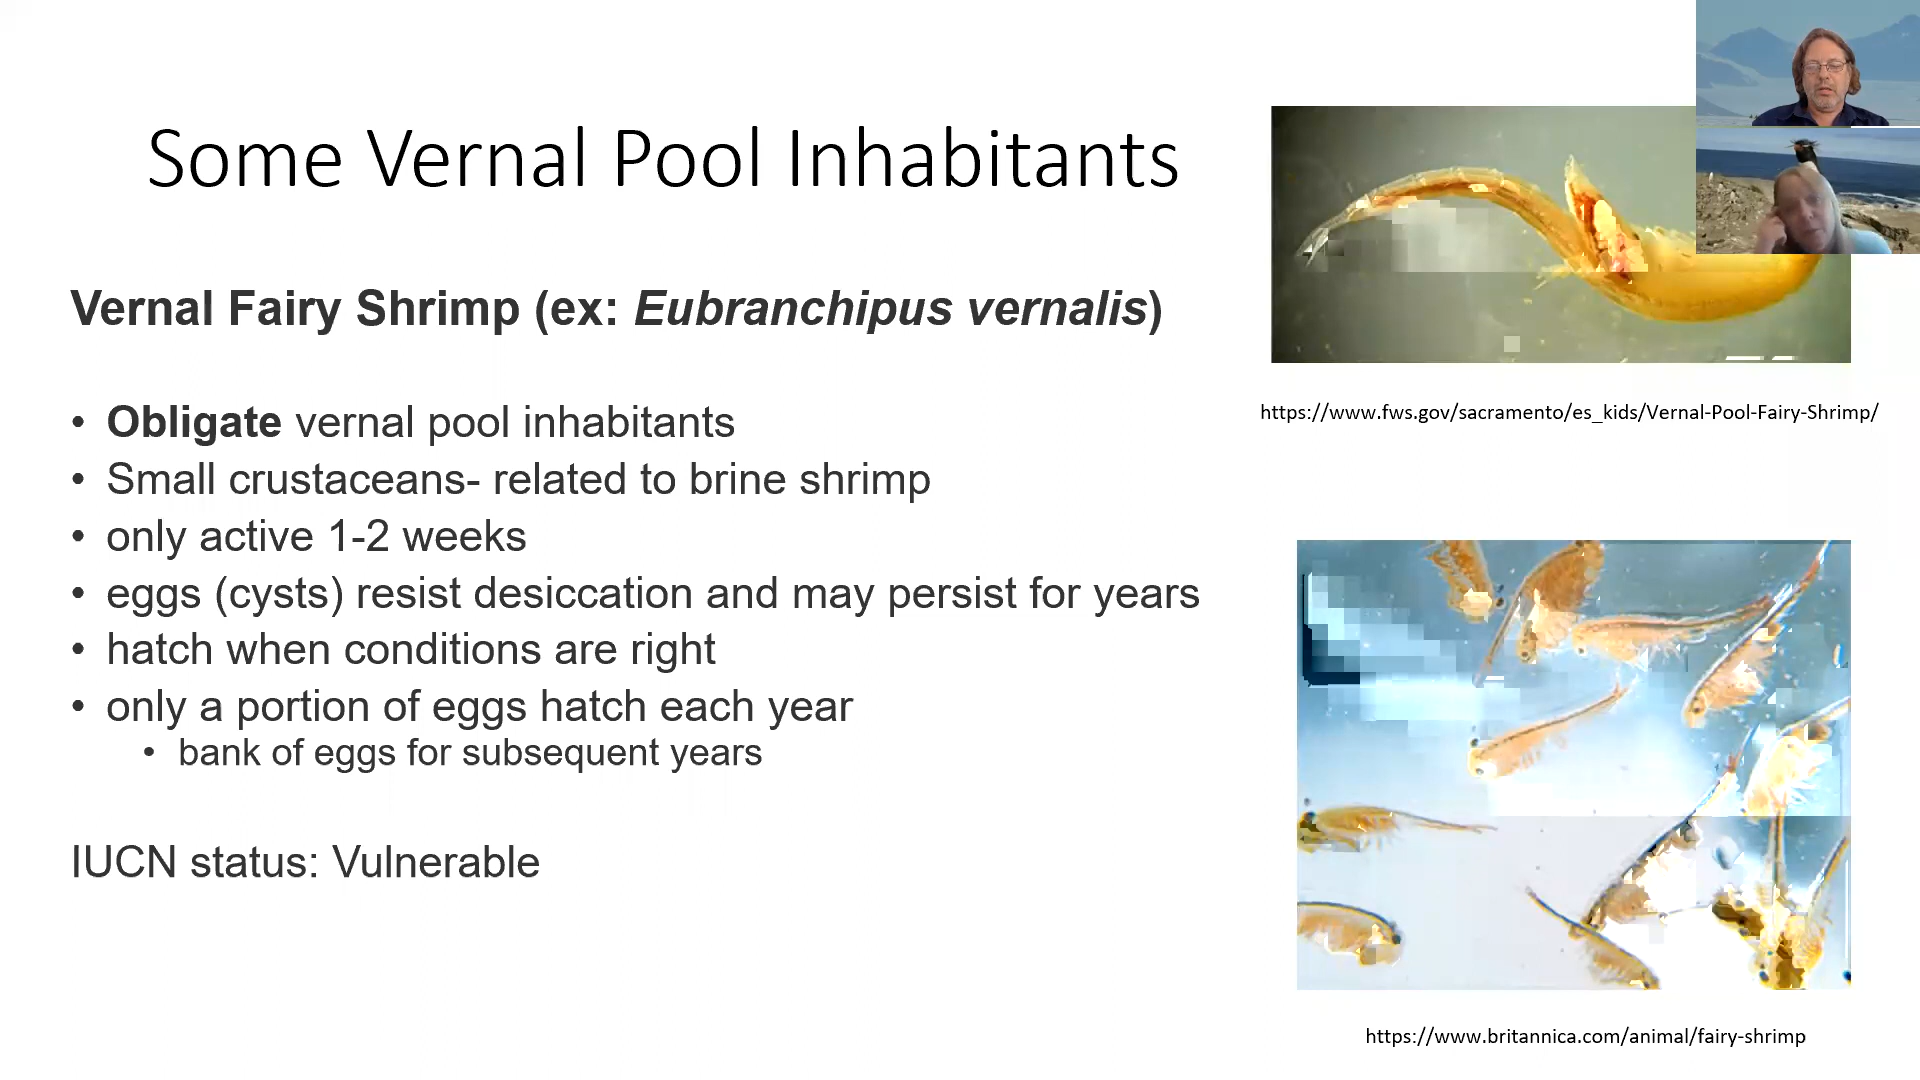 Some Vernal Pool Inhabitants
Vernal Fairy Shrimp (ex: Eubranchipus vernalis)
• Obligate vernal pool inhabitants
• Small crustaceans- related to brine shrimp
• only active 1-2 weeks
• eggs (cysts) resist desiccation and may persist for years
• hatch when conditions are right
• only a portion of eggs hatch each year
• bank of eggs for subsequent years
IUCN status: Vulnerable
https://www.fws.gov/sacramento/es_kids/Vernal-Pool-Fairy-Shrimp/
https://www.britannica.com/animal/fairy-shrimp